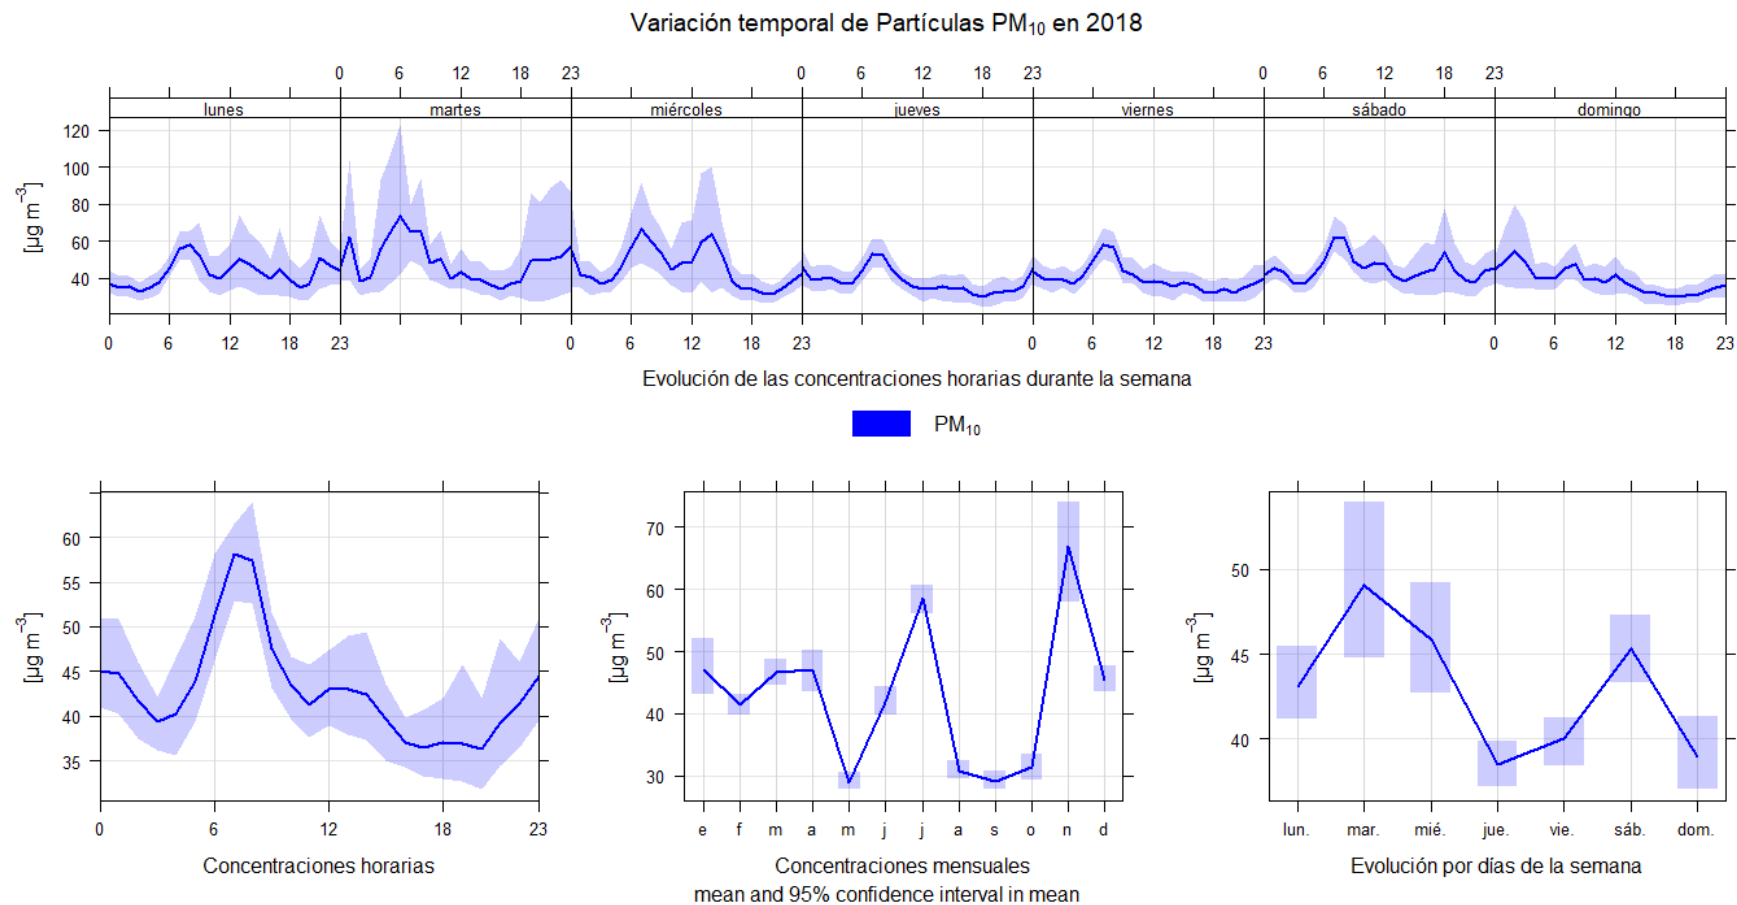 Variación temporal de Partículas PM₁₀ en 2018
0 6 12 18 23 0 6 12 18 23 0 6 12 18 23
lunes martes miércoles jueves viernes sábado domingo
120
100
80
60
40
[µg m⁻³]
0 6 12 18 23 0 6 12 18 23 0 6 12 18 23 0 6 12 18 23
Evolución de las concentraciones horarias durante la semana
PM₁₀
60
55
50
45
40
35
[µg m⁻³]
0 6 12 18 23
Concentraciones horarias
70
60
50
40
30
[µg m⁻³]
e f m a m j j a s o n d
Concentraciones mensuales
mean and 95% confidence interval in mean
50
45
40
[µg m⁻³]
lun. mar. mié. jue. vie. sáb. dom.
Evolución por días de la semana